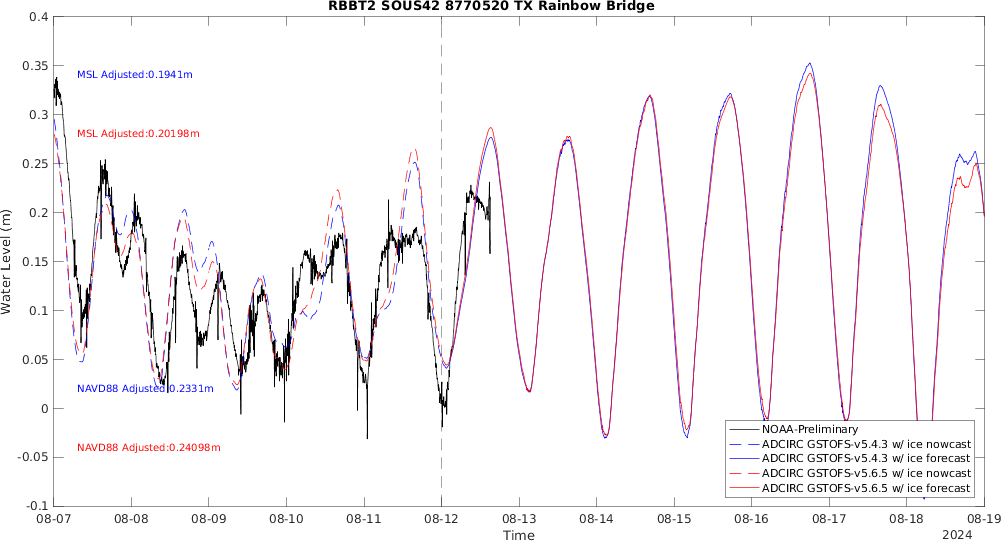 RBBT2 SOUS42 8770520 TX Rainbow Bridge
0.4
0.35
0.3
0.25
0.2
0.15
0.1
0.05
0
-0.05
-0.1
Water Level (m)
MSL Adjusted:0.1941m
MSL Adjusted:0.20198m
NAVD88 Adjusted:0.2331m
NAVD88 Adjusted:0.24098m
NOAA-Preliminary
ADCIRC GSTOFS-v5.4.3 w/ ice nowcast
ADCIRC GSTOFS-v5.4.3 w/ ice forecast
ADCIRC GSTOFS-v5.6.5 w/ ice nowcast
ADCIRC GSTOFS-v5.6.5 w/ ice forecast
08-07 08-08 08-09 08-10 08-11 08-12 08-13 08-14 08-15 08-16 08-17 08-18 08-19
Time
2024